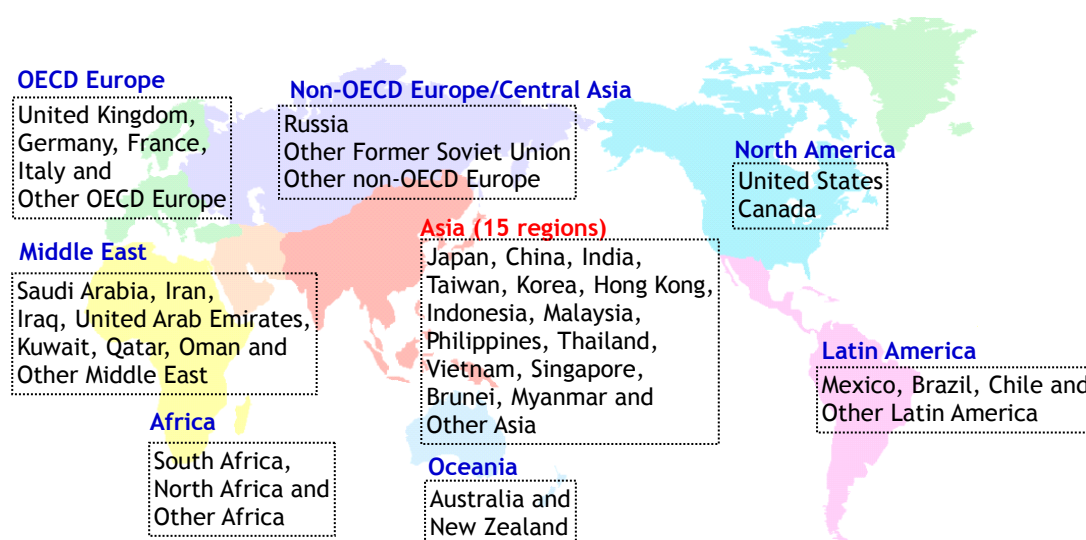 OECD Europe
United Kingdom,
Germany, France,
Italy and
Other OECD Europe
Non-OECD Europe/Central Asia
Russia
Other Former Soviet Union
Other non-OECD Europe
North America
United States
Canada
Asia (15 regions)
Japan, China, India,
Taiwan, Korea, Hong Kong,
Indonesia, Malaysia,
Philippines, Thailand,
Vietnam, Singapore,
Brunei, Myanmar and
Other Asia
Middle East
Saudi Arabia, Iran,
Iraq, United Arab Emirates,
Kuwait, Qatar, Oman and
Other Middle East
Latin America
Mexico, Brazil, Chile and
Other Latin America
Africa
South Africa,
North Africa and
Other Africa
Oceania
Australia and
New Zealand